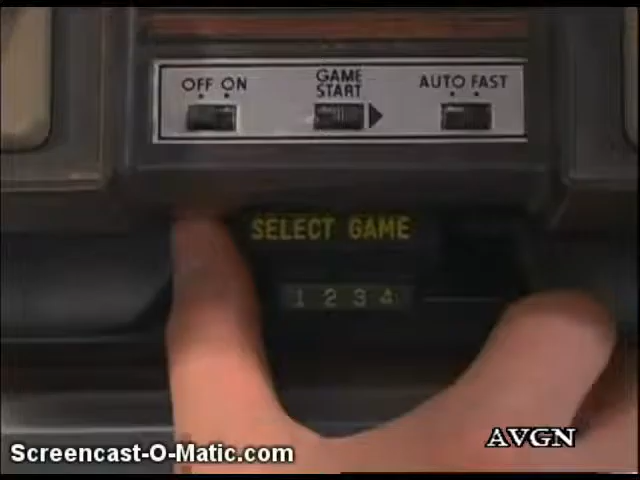 OFF ON
GAME
START
AUTO FAST
SELECT GAME
1 2 3 4
AVGN
Screencast-O-Matic.com